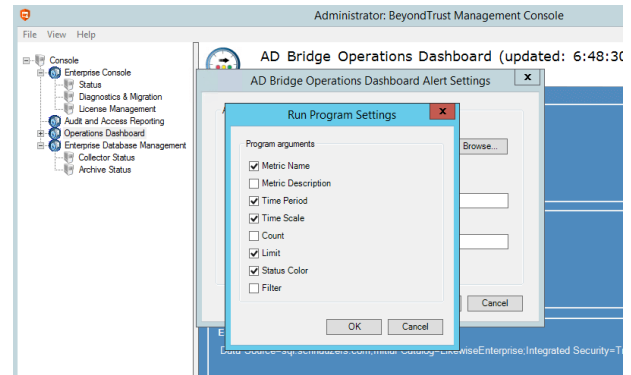 Administrator: BeyondTrust Management Console
File View Help
Console
Enterprise Console
Status
Diagnostics & Migration
License Management
Audit and Access Reporting
Operations Dashboard
Enterprise Database Management
Collector Status
Archive Status
AD Bridge Operations Dashboard (updated: 6:48:30
AD Bridge Operations Dashboard Alert Settings
x
Run Program Settings
x
Program arguments
Browse...
Metric Name
Metric Description
Time Period
Time Scale
Count
Limit
Status Color
Filter
Cancel
OK Cancel
E
Integrated Security=T